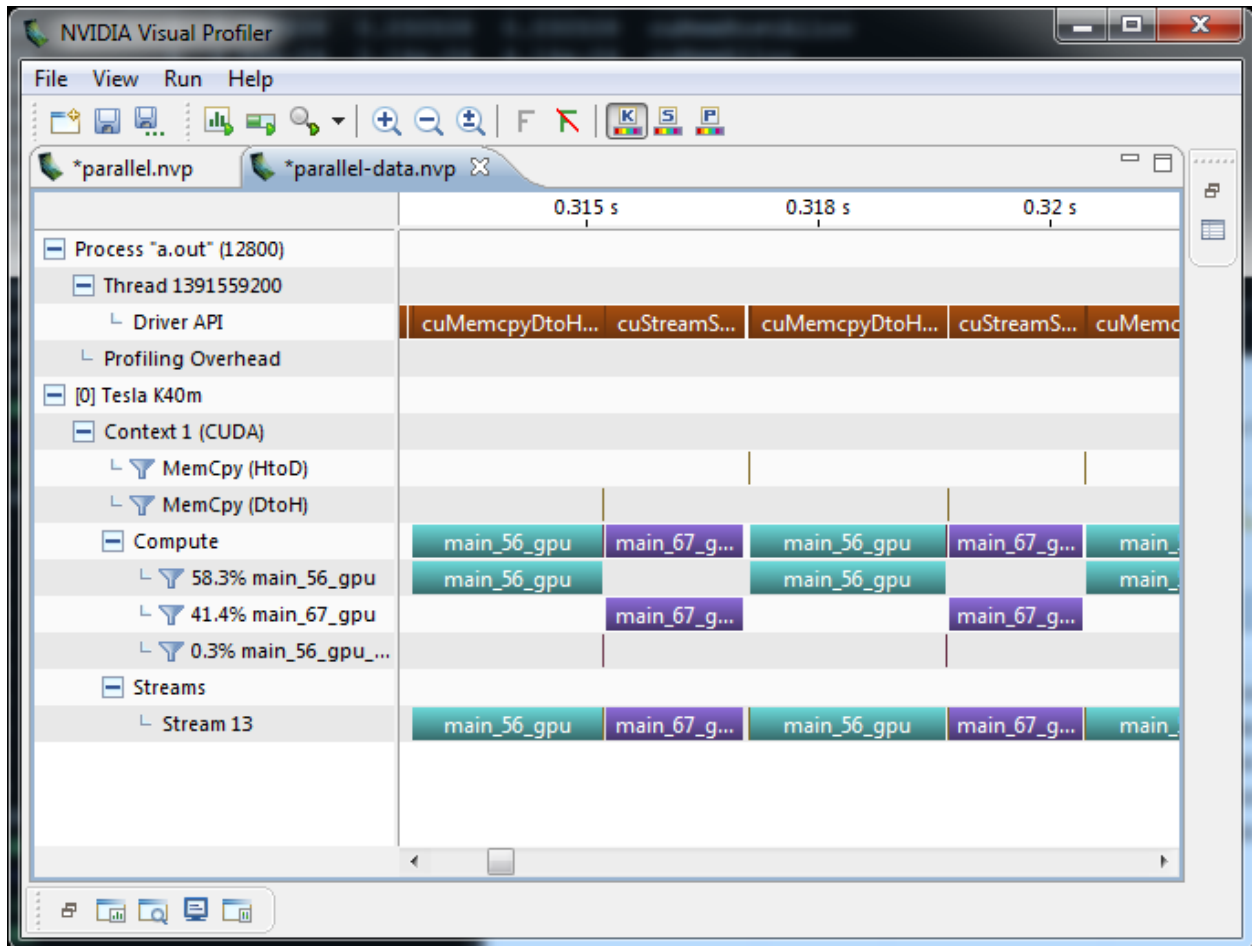 NVIDIA Visual Profiler
File View Run Help
F F K S P
*parallel.nvp *parallel-data.nvp
0.315 s 0.318 s 0.32 s
Process "a.out" (12800)
Thread 1391559200
Driver API cuMemcpyDtoH... cuStreamS... cuMemcpyDtoH... cuStreamS... cuMemc
Profiling Overhead
[0] Tesla K40m
Context 1 (CUDA)
MemCpy (HtoD)
MemCpy (DtoH)
Compute main_56_gpu main_67_g... main_56_gpu main_67_g... main_
58.3% main_56_gpu main_56_gpu main_56_gpu main_
41.4% main_67_gpu main_67_g... main_67_g...
0.3% main_56_gpu_...
Streams
Stream 13 main_56_gpu main_67_g... main_56_gpu main_67_g... main_